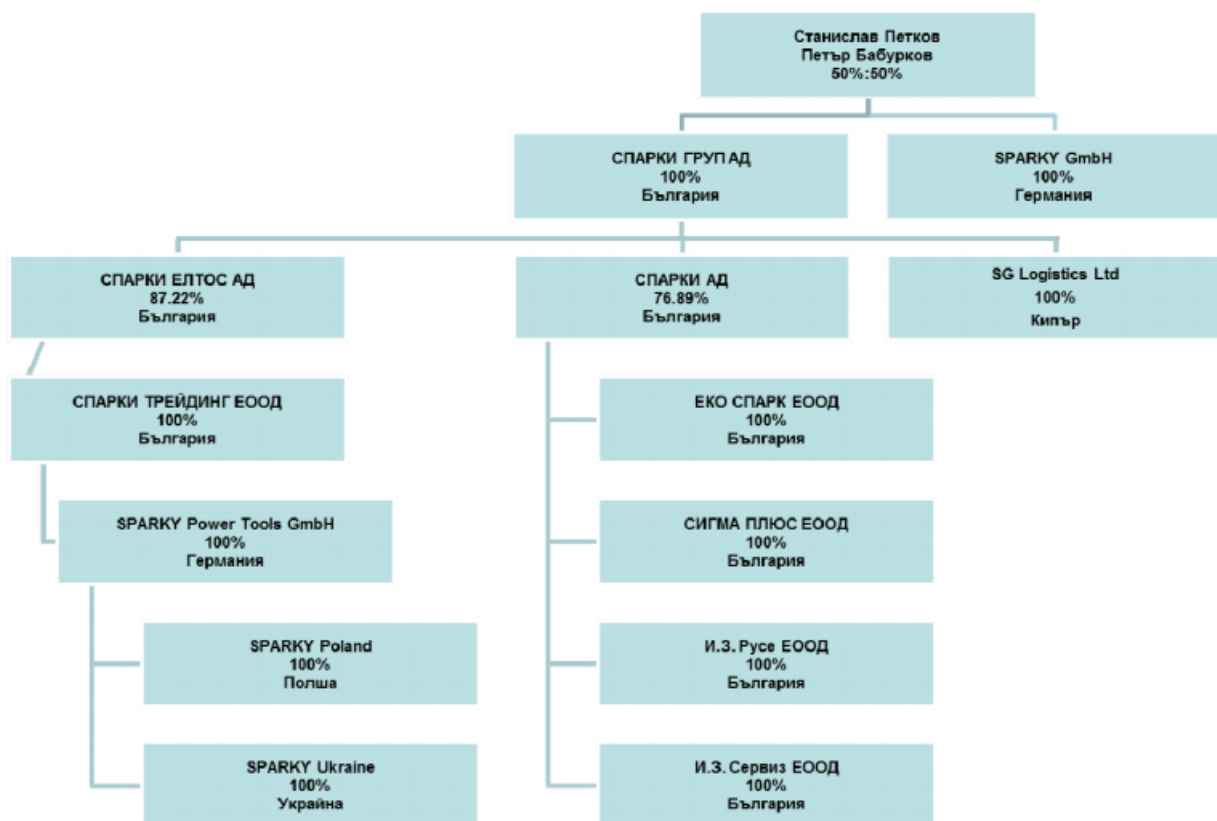 Станислав Петков
Петър Бабурков
50%:50%
СПАРКИ ГРУП АД
100%
България
SPARKY GmbH
100%
Германия
СПАРКИ ЕЛТОС АД
87.22%
България
СПАРКИ АД
76.89%
България
SG Logistics Ltd
100%
Кипър
СПАРКИ ТРЕЙДИНГ ЕООД
100%
България
ЕКО СПАРК ЕООД
100%
България
SPARKY Power Tools GmbH
100%
Германия
СИГМА ПЛЮС ЕООД
100%
България
SPARKY Poland
100%
Полша
И.З. Русе ЕООД
100%
България
SPARKY Ukraine
100%
Украйна
И.З. Сервиз ЕООД
100%
България